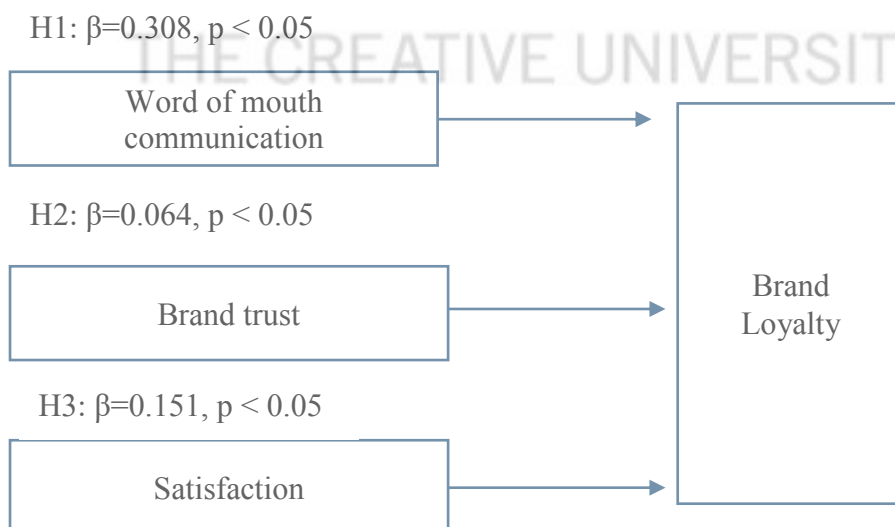 H1: β=0.308, p < 0.05
THE CREATIVE UNIVERSIT
Word of mouth
communication
H2: β=0.064, p < 0.05
Brand trust
Brand
Loyalty
H3: β=0.151, p < 0.05
Satisfaction